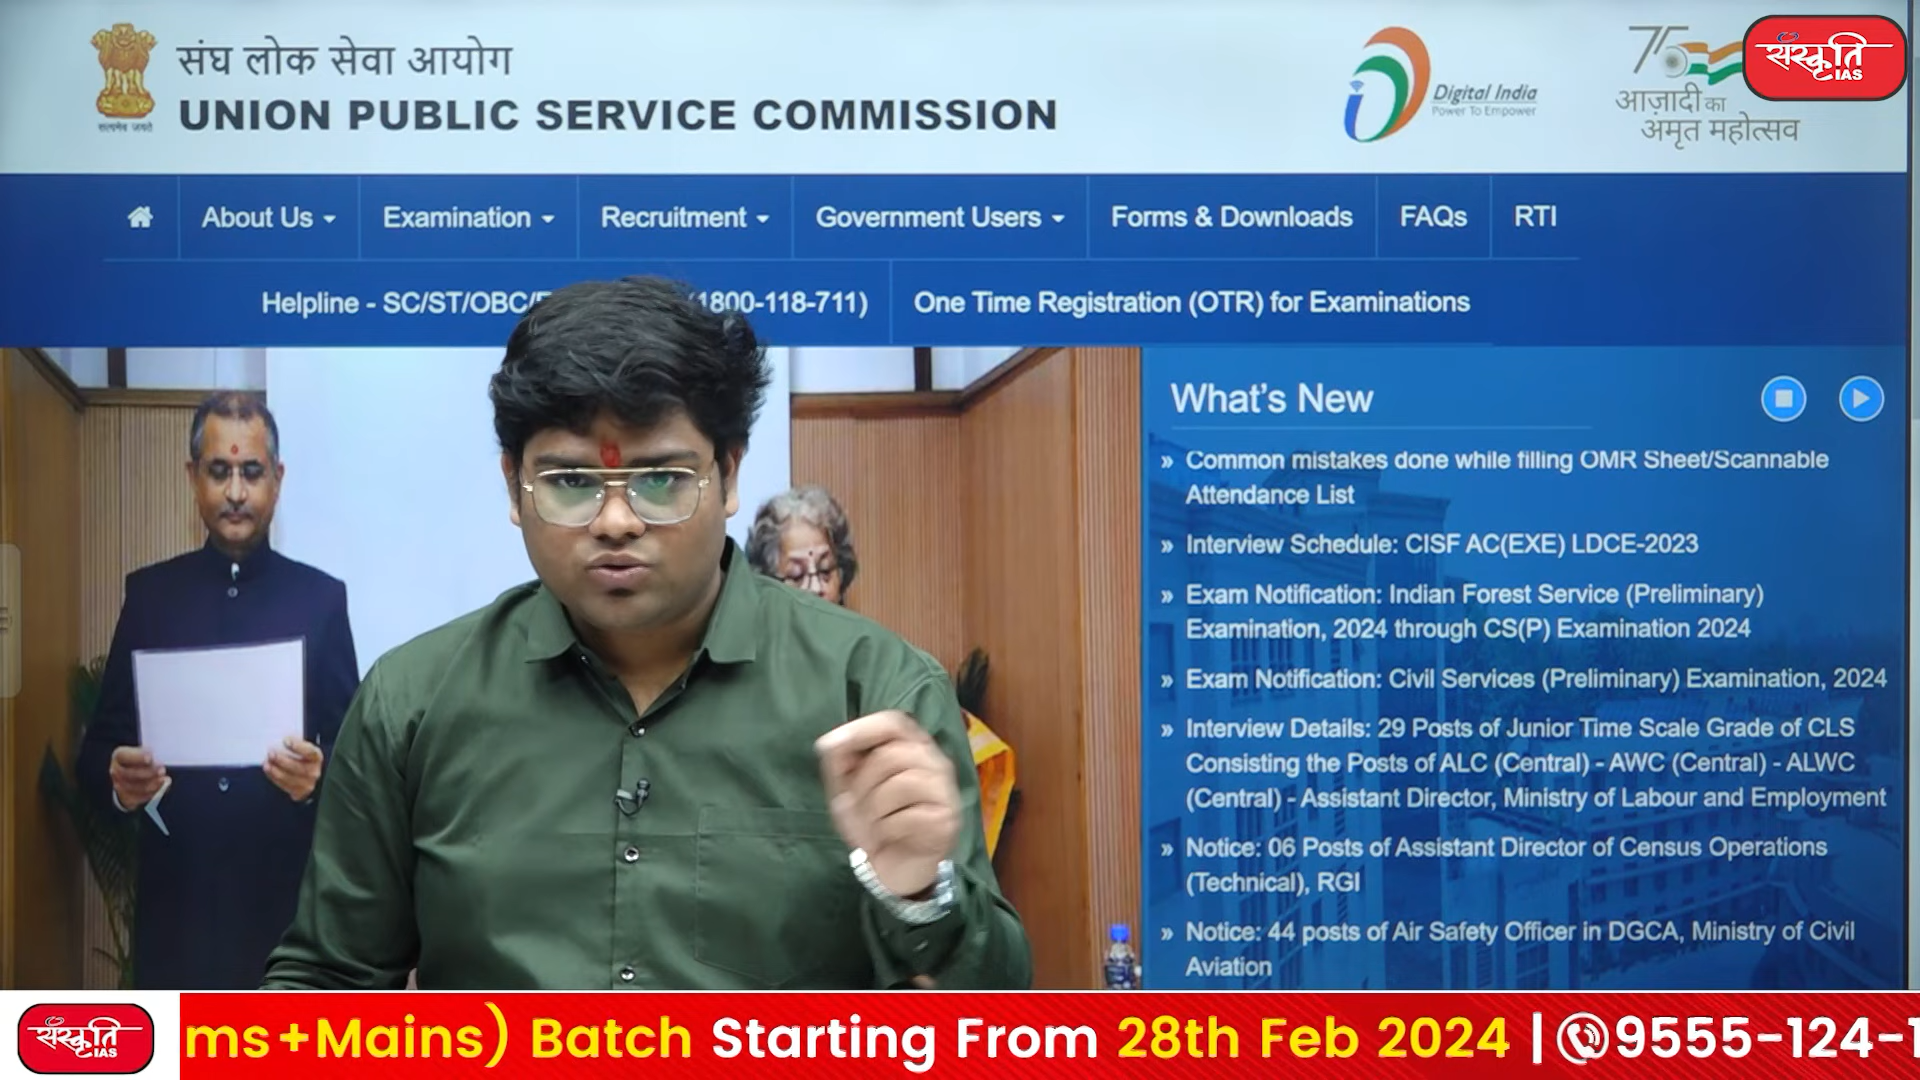 संघ लोक सेवा आयोग
UNION PUBLIC SERVICE COMMISSION
सत्यमेव जयते
Digital India
Power To Empower
75
आज़ादी का
अमृत महोत्सव
संस्कृति
IAS
About Us
Examination
Recruitment
Government Users
Forms & Downloads
FAQs
RTI
Helpline - SC/ST/OBC/ (1800-118-711)
One Time Registration (OTR) for Examinations
What's New
» Common mistakes done while filling OMR Sheet/Scannable
Attendance List
» Interview Schedule: CISF AC(EXE) LDCE-2023
» Exam Notification: Indian Forest Service (Preliminary)
Examination, 2024 through CS(P) Examination 2024
» Exam Notification: Civil Services (Preliminary) Examination, 2024
» Interview Details: 29 Posts of Junior Time Scale Grade of CLS
Consisting the Posts of ALC (Central) - AWC (Central) - ALWC
(Central) - Assistant Director, Ministry of Labour and Employment
» Notice: 06 Posts of Assistant Director of Census Operations
(Technical), RGI
» Notice: 44 posts of Air Safety Officer in DGCA, Ministry of Civil
Aviation
संस्कृति
IAS
ms+Mains) Batch Starting From 28th Feb 2024 | 9555-124-1